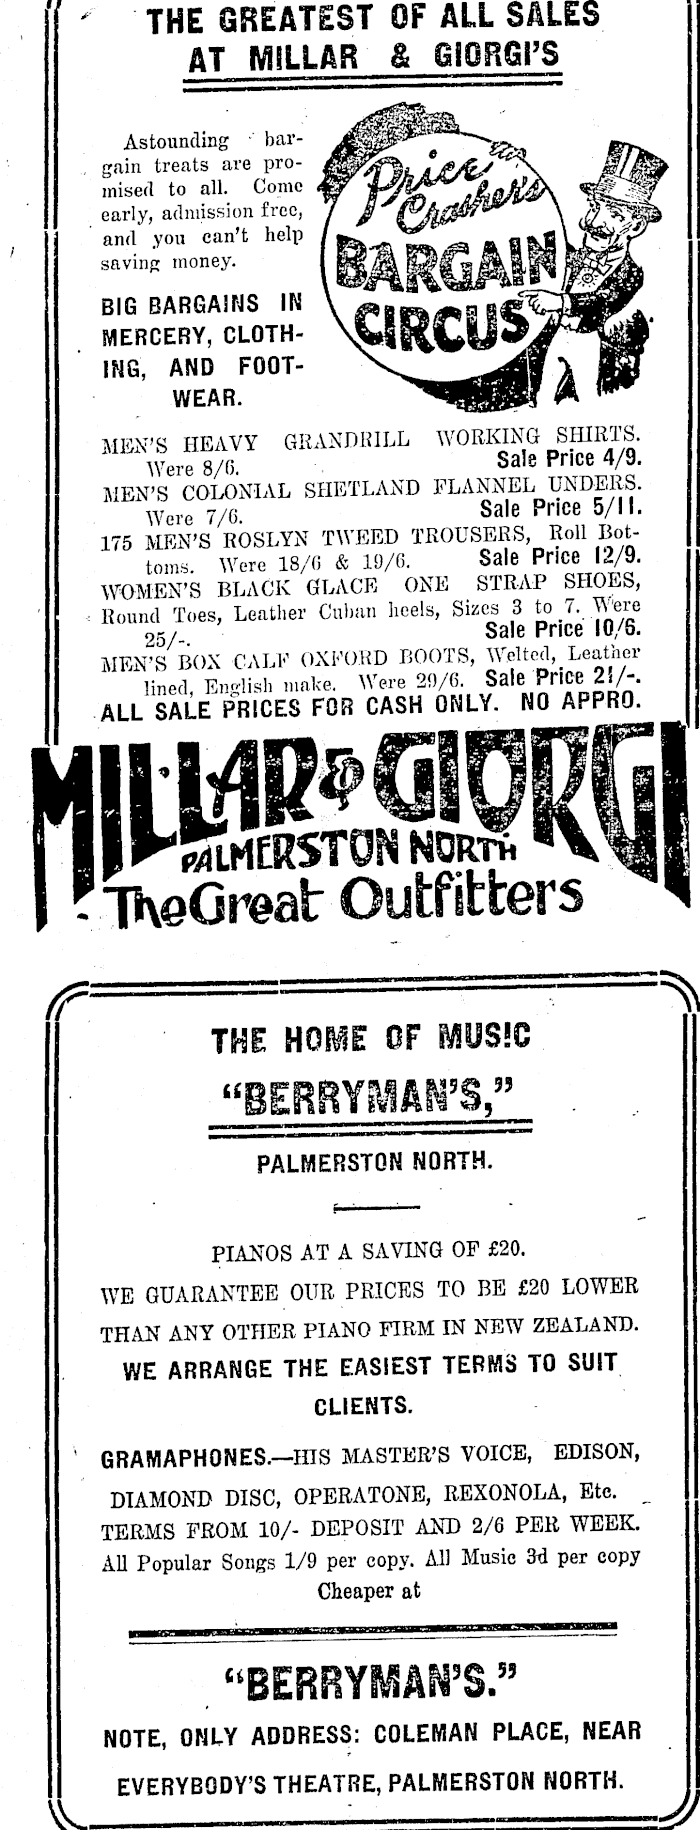 THE GREATEST OF ALL SALES
AT MILLAR & GIORGI'S
Astounding bar-
gain treats are pro-
mised to all. Come
early, admission free,
and you can't help
saving money.
BIG BARGAINS IN
MERCERY, CLOTH-
ING, AND FOOT-
WEAR.
Price
Crasher's
BARGAIN
CIRCUS
MEN'S HEAVY GRANDRILL WORKING SHIRTS.
Were 8/6. Sale Price 4/9.
MEN'S COLONIAL SHETLAND FLANNEL UNDERS.
Were 7/6. Sale Price 5/11.
175 MEN'S ROSLYN TWEED TROUSERS, Roll Bot-
toms. Were 18/6 & 19/6. Sale Price 12/9.
WOMEN'S BLACK GLACE ONE STRAP SHOES,
Round Toes, Leather Cuban heels, Sizes 3 to 7. Were
25/-. Sale Price 10/6.
MEN'S BOX CALF OXFORD BOOTS, Welted, Leather
lined, English make. Were 29/6. Sale Price 21/-.
ALL SALE PRICES FOR CASH ONLY. NO APPRO.
MILLAR & GIORGI
PALMERSTON NORTH
The Great Outfitters
THE HOME OF MUSIC
"BERRYMAN'S,"
PALMERSTON NORTH.
PIANOS AT A SAVING OF £20.
WE GUARANTEE OUR PRICES TO BE £20 LOWER
THAN ANY OTHER PIANO FIRM IN NEW ZEALAND.
WE ARRANGE THE EASIEST TERMS TO SUIT
CLIENTS.
GRAMAPHONES.—HIS MASTER'S VOICE, EDISON,
DIAMOND DISC, OPERATONE, REXONOLA, Etc.
TERMS FROM 10/- DEPOSIT AND 2/6 PER WEEK.
All Popular Songs 1/9 per copy. All Music 3d per copy
Cheaper at
"BERRYMAN'S."
NOTE, ONLY ADDRESS: COLEMAN PLACE, NEAR
EVERYBODY'S THEATRE, PALMERSTON NORTH.